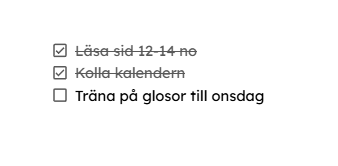 Läsa sid 12-14 no
Kolla kalendern
Träna på glosor till onsdag